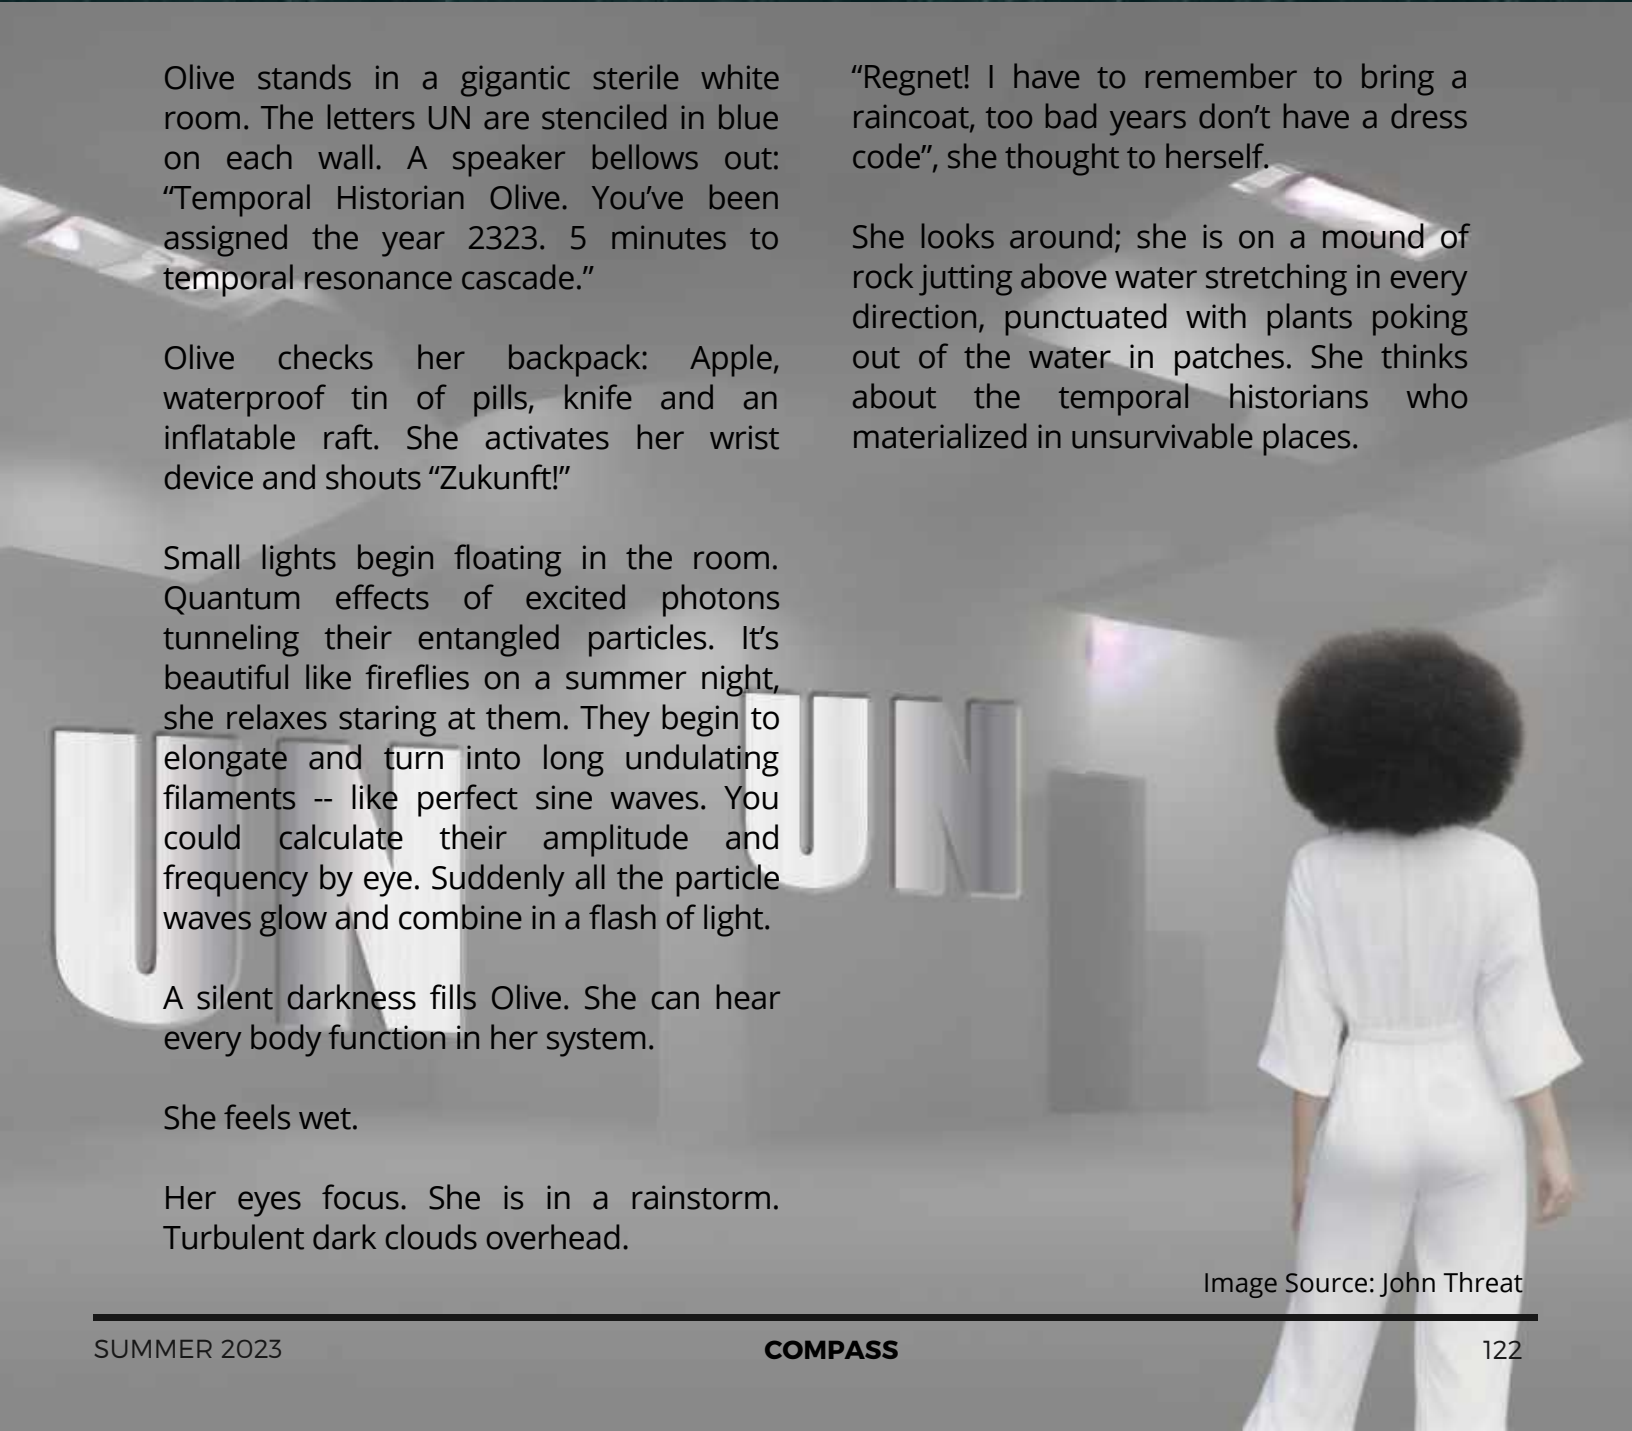 Olive stands in a gigantic sterile white
room. The letters UN are stenciled in blue
on each wall. A speaker bellows out:
“Temporal Historian Olive. You’ve been
assigned the year 2323. 5 minutes to
temporal resonance cascade.”
Olive checks her backpack: Apple,
waterproof tin of pills, knife and an
inflatable raft. She activates her wrist
device and shouts “Zukunft!”
Small lights begin floating in the room.
Quantum effects of excited photons
tunneling their entangled particles. It’s
beautiful like fireflies on a summer night,
she relaxes staring at them. They begin to
elongate and turn into long undulating
filaments -- like perfect sine waves. You
could calculate their amplitude and
frequency by eye. Suddenly all the particle
waves glow and combine in a flash of light.
A silent darkness fills Olive. She can hear
every body function in her system.
She feels wet.
Her eyes focus. She is in a rainstorm.
Turbulent dark clouds overhead.
“Regnet! I have to remember to bring a
raincoat, too bad years don’t have a dress
code”, she thought to herself.
She looks around; she is on a mound of
rock jutting above water stretching in every
direction, punctuated with plants poking
out of the water in patches. She thinks
about the temporal historians who
materialized in unsurvivable places.
UN
UN
Image Source: John Threat
SUMMER 2023
COMPASS
122